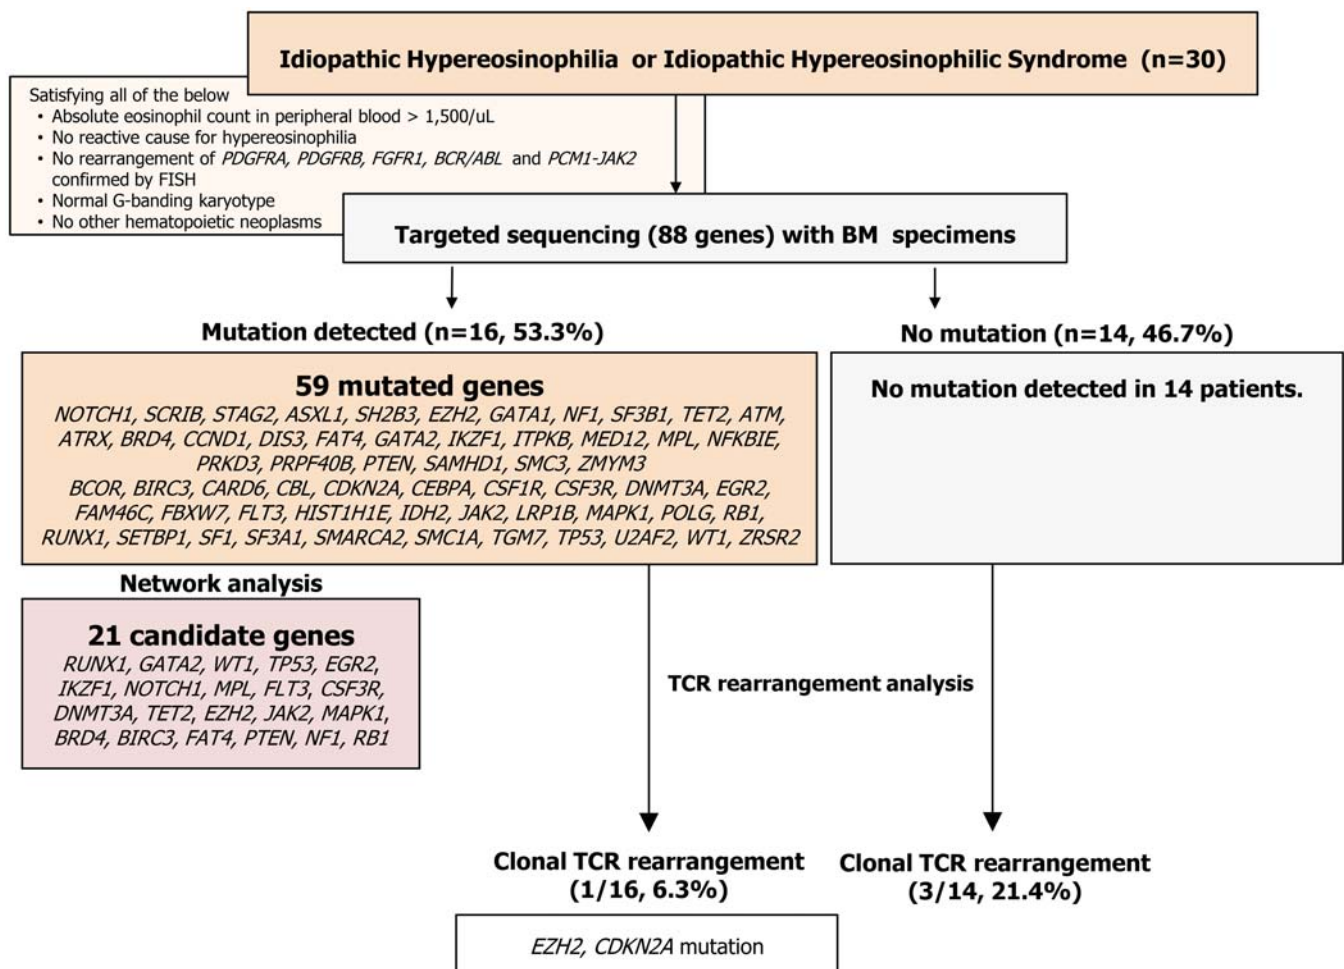 Idiopathic Hypereosinophilia or Idiopathic Hypereosinophilic Syndrome (n=30)
Satisfying all of the below
• Absolute eosinophil count in peripheral blood > 1,500/uL
• No reactive cause for hypereosinophilia
• No rearrangement of PDGFRA, PDGFRB, FGFR1, BCR/ABL and PCM1-JAK2
confirmed by FISH
• Normal G-banding karyotype
• No other hematopoietic neoplasms
Targeted sequencing (88 genes) with BM specimens
Mutation detected (n=16, 53.3%)
59 mutated genes
NOTCH1, SCRIB, STAG2, ASXL1, SH2B3, EZH2, GATA1, NF1, SF3B1, TET2, ATM,
ATRX, BRD4, CCND1, DIS3, FAT4, GATA2, IKZF1, ITPKB, MED12, MPL, NFKBIE,
PRKD3, PRPF40B, PTEN, SAMHD1, SMC3, ZMYM3
BCOR, BIRC3, CARD6, CBL, CDKN2A, CEBPA, CSF1R, CSF3R, DNMT3A, EGR2,
FAM46C, FBXW7, FLT3, HIST1H1E, IDH2, JAK2, LRP1B, MAPK1, POLG, RB1,
RUNX1, SETBP1, SF1, SF3A1, SMARCA2, SMC1A, TGM7, TP53, U2AF2, WT1, ZRSR2
No mutation (n=14, 46.7%)
No mutation detected in 14 patients.
Network analysis
21 candidate genes
RUNX1, GATA2, WT1, TP53, EGR2,
IKZF1, NOTCH1, MPL, FLT3, CSF3R,
DNMT3A, TET2, EZH2, JAK2, MAPK1,
BRD4, BIRC3, FAT4, PTEN, NF1, RB1
TCR rearrangement analysis
Clonal TCR rearrangement
(1/16, 6.3%)
EZH2, CDKN2A mutation
Clonal TCR rearrangement
(3/14, 21.4%)